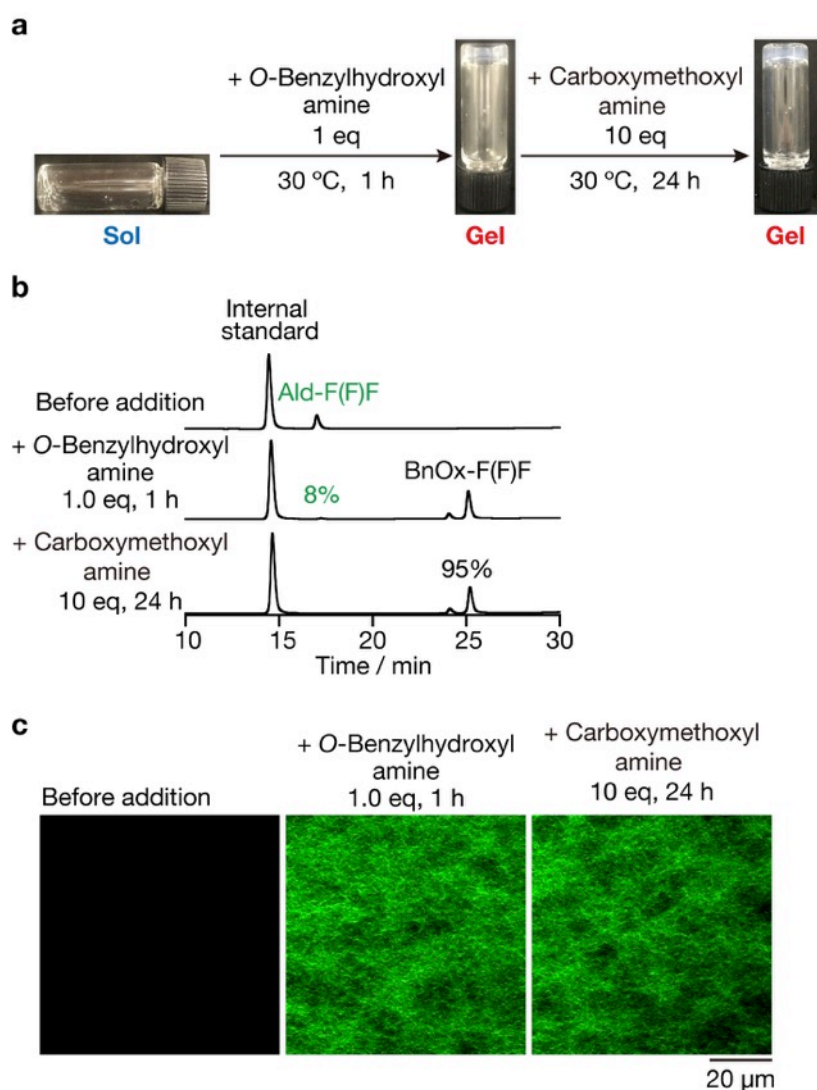 a
+ O-Benzylhydroxyl
amine
1 eq
30 ºC, 1 h
+ Carboxymethoxyl
amine
10 eq
30 ºC, 24 h
Sol
Gel
Gel
b
Internal
standard
Before addition
Ald-F(F)F
+ O-Benzylhydroxyl
amine
1.0 eq, 1 h
8%
BnOx-F(F)F
+ Carboxymethoxyl
amine
10 eq, 24 h
95%
10 15 20 25 30
Time / min
c
Before addition
+ O-Benzylhydroxyl
amine
1.0 eq, 1 h
+ Carboxymethoxyl
amine
10 eq, 24 h
20 µm